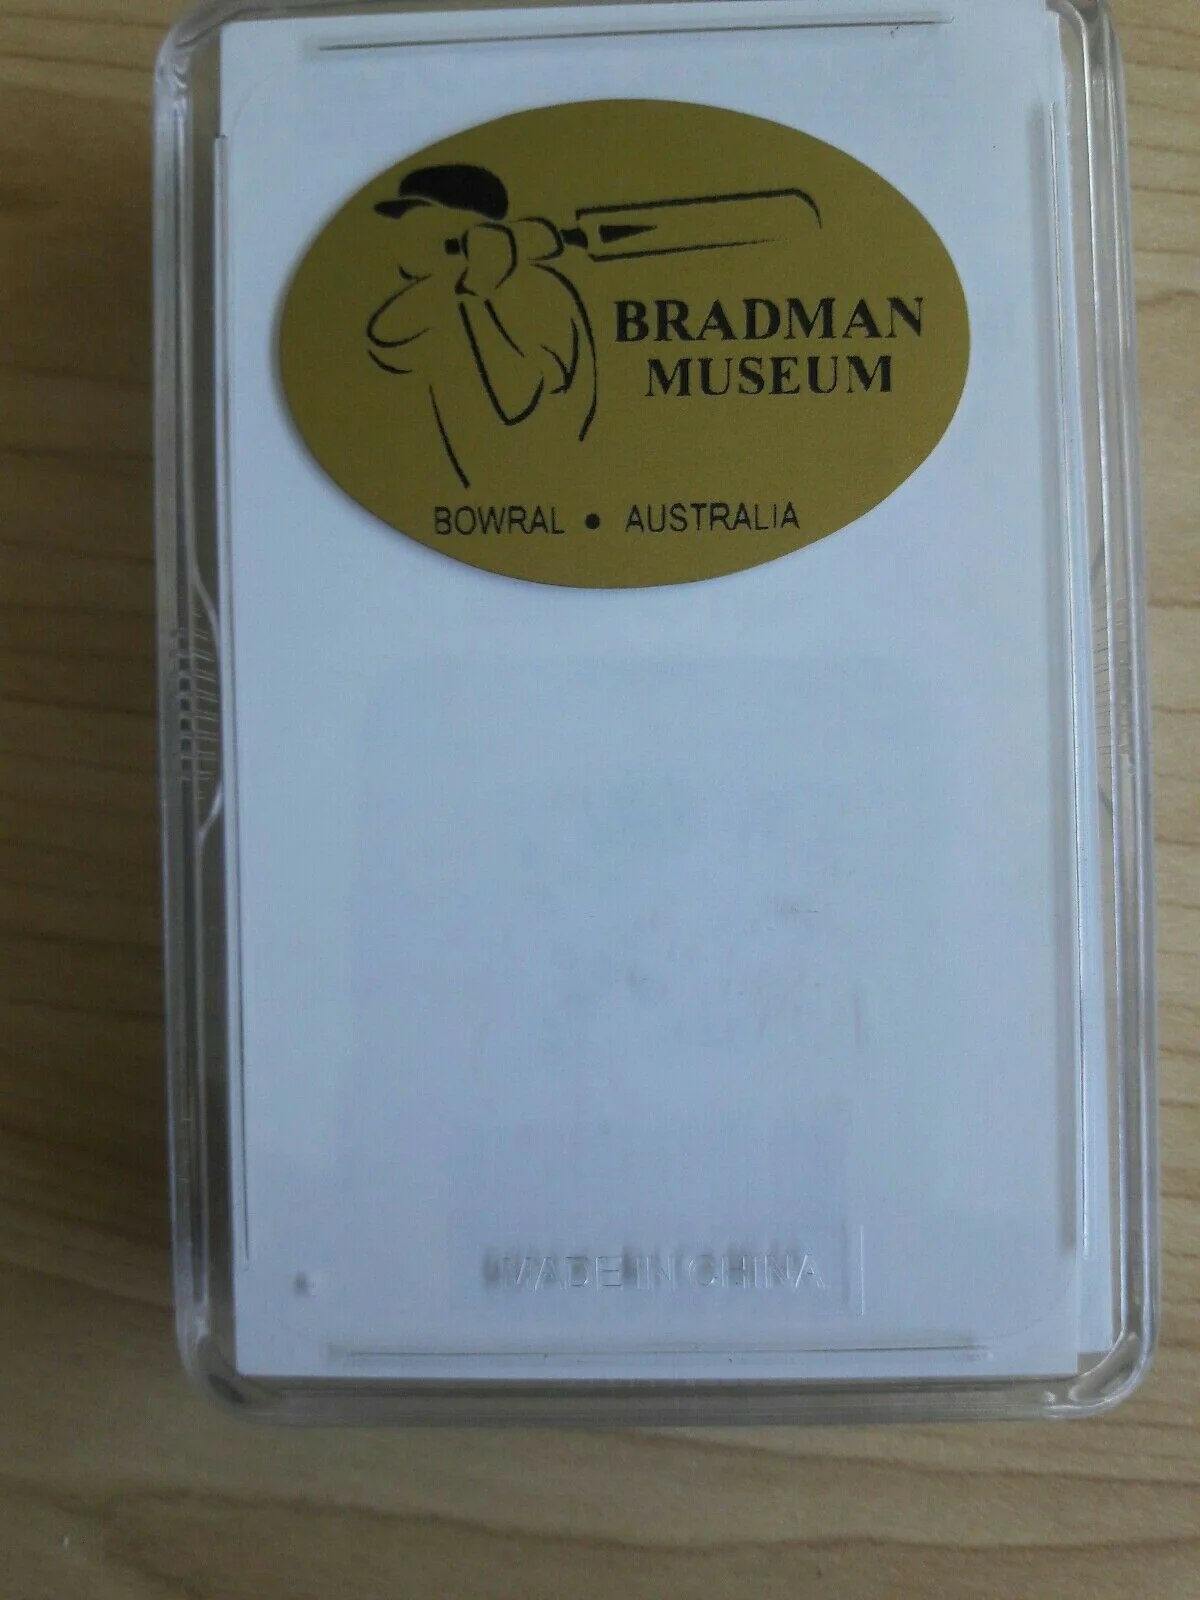 BRADMAN
MUSEUM
BOWRAL • AUSTRALIA
MADE IN CHINA